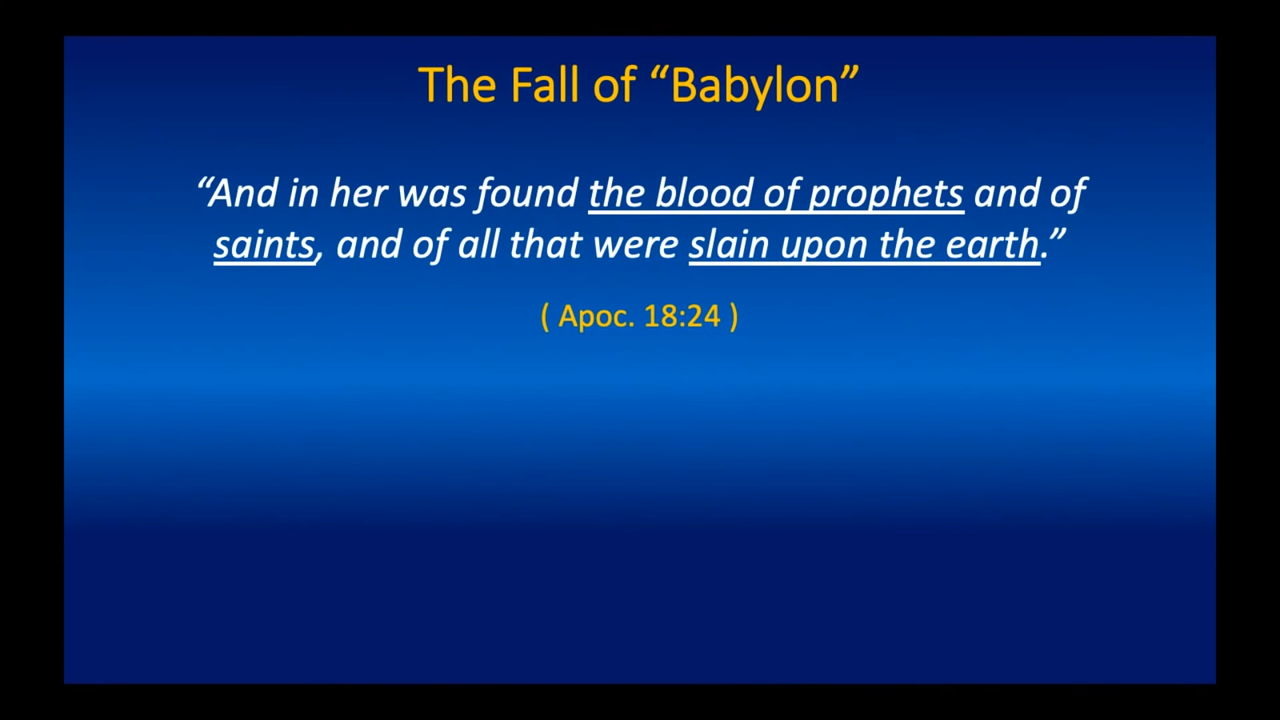 The Fall of “Babylon”
“And in her was found the blood of prophets and of
saints, and of all that were slain upon the earth.”
( Apoc. 18:24 )